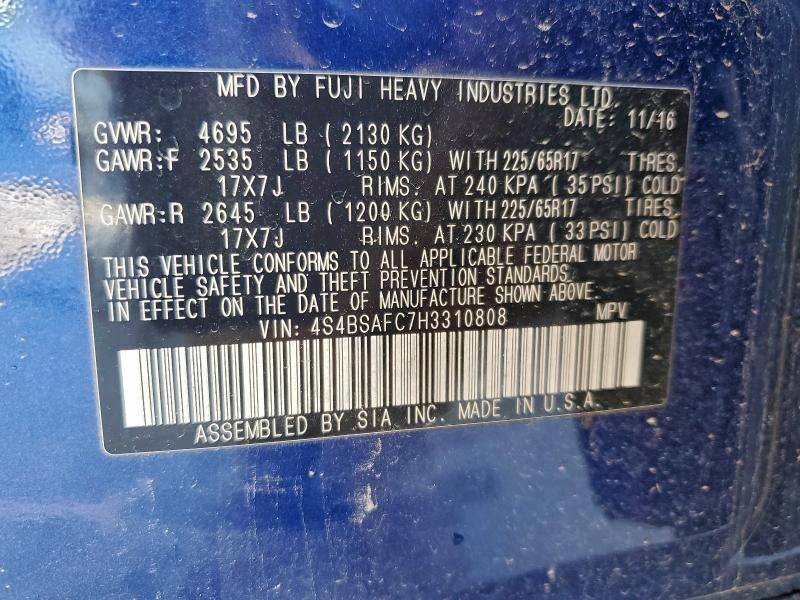 MFD BY FUJI HEAVY INDUSTRIES LTD.
DATE: 11/16
GVWR: 4695 LB ( 2130 KG)
GAWR:F 2535 LB ( 1150 KG) WITH 225/65R17 TIRES,
17X7J RIMS. AT 240 KPA ( 35 PSI) COLD
GAWR:R 2645 LB ( 1200 KG) WITH 225/65R17 TIRES,
17X7J RIMS. AT 230 KPA ( 33 PSI) COLD
THIS VEHICLE CONFORMS TO ALL APPLICABLE FEDERAL MOTOR
VEHICLE SAFETY AND THEFT PREVENTION STANDARDS.
IN EFFECT ON THE DATE OF MANUFACTURE SHOWN ABOVE.
VIN: 4S4BSAFC7H3310808 MPV
ASSEMBLED BY SIA INC. MADE IN U.S.A.